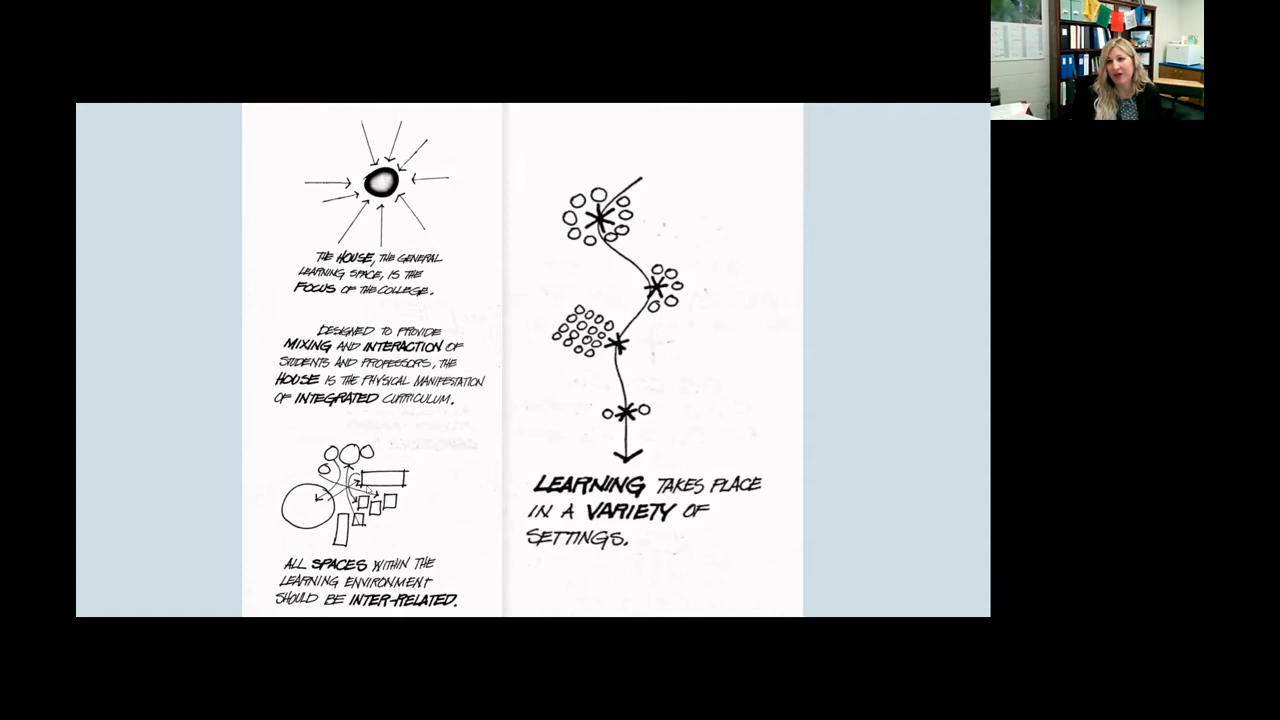 THE HOUSE, THE GENERAL
LEARNING SPACE, IS THE
FOCUS OF THE COLLEGE.
DESIGNED TO PROVIDE
MIXING AND INTERACTION OF
STUDENTS AND PROFESSORS, THE
HOUSE IS THE PHYSICAL MANIFESTATION
OF INTEGRATED CURRICULUM.
ALL SPACES WITHIN THE
LEARNING ENVIRONMENT
SHOULD BE INTER-RELATED.
LEARNING TAKES PLACE
IN A VARIETY OF
SETTINGS.